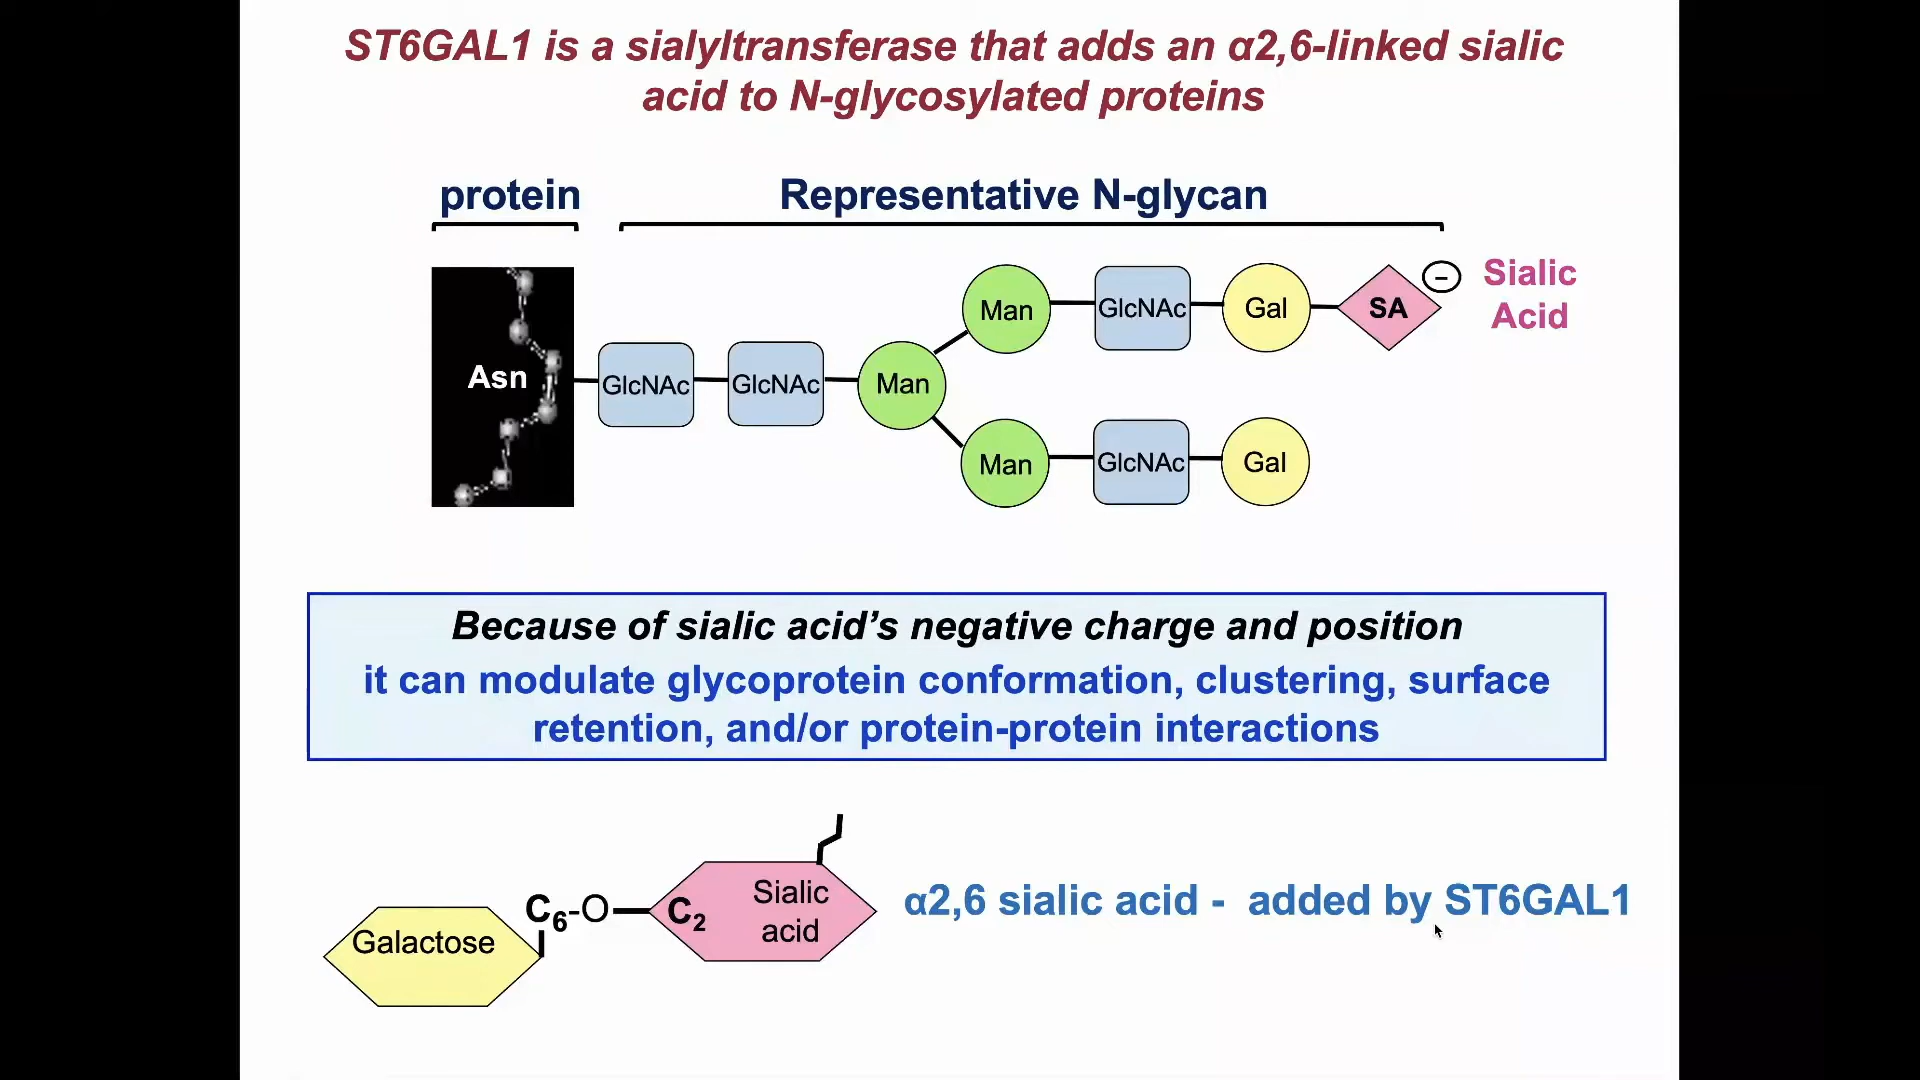 ST6GAL1 is a sialyltransferase that adds an α2,6-linked sialic
acid to N-glycosylated proteins
protein
Representative N-glycan
Man
GlcNAc
Gal
SA
–
Sialic
Acid
Asn
GlcNAc
GlcNAc
Man
Man
GlcNAc
Gal
Because of sialic acid’s negative charge and position
it can modulate glycoprotein conformation, clustering, surface
retention, and/or protein-protein interactions
Galactose
C6-O
C2
Sialic
acid
α2,6 sialic acid - added by ST6GAL1